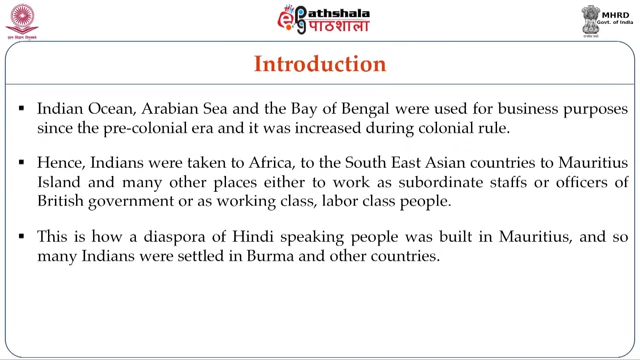 Pathshala
पाठशाला
MHRD
Govt. of India
Introduction
▪ Indian Ocean, Arabian Sea and the Bay of Bengal were used for business purposes
since the pre-colonial era and it was increased during colonial rule.
▪ Hence, Indians were taken to Africa, to the South East Asian countries to Mauritius
Island and many other places either to work as subordinate staffs or officers of
British government or as working class, labor class people.
▪ This is how a diaspora of Hindi speaking people was built in Mauritius, and so
many Indians were settled in Burma and other countries.